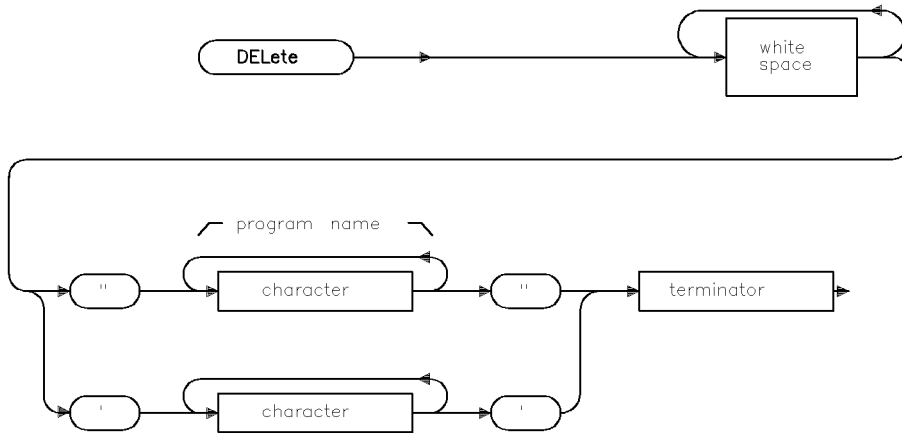 DELete
white
space
program name
" character " terminator
' character '